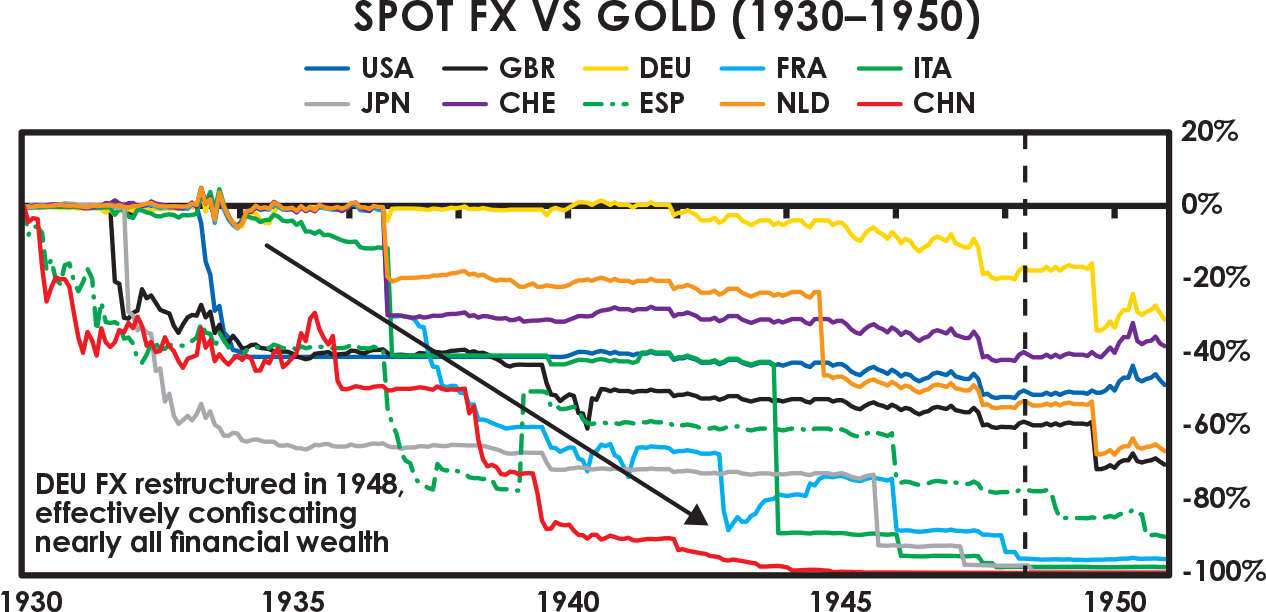 SPOT FX VS GOLD (1930–1950)
USA GBR DEU FRA ITA
JPN CHE ESP NLD CHN
20%
0%
-20%
-40%
-60%
-80%
-100%
DEU FX restructured in 1948,
effectively confiscating
nearly all financial wealth
1930 1935 1940 1945 1950